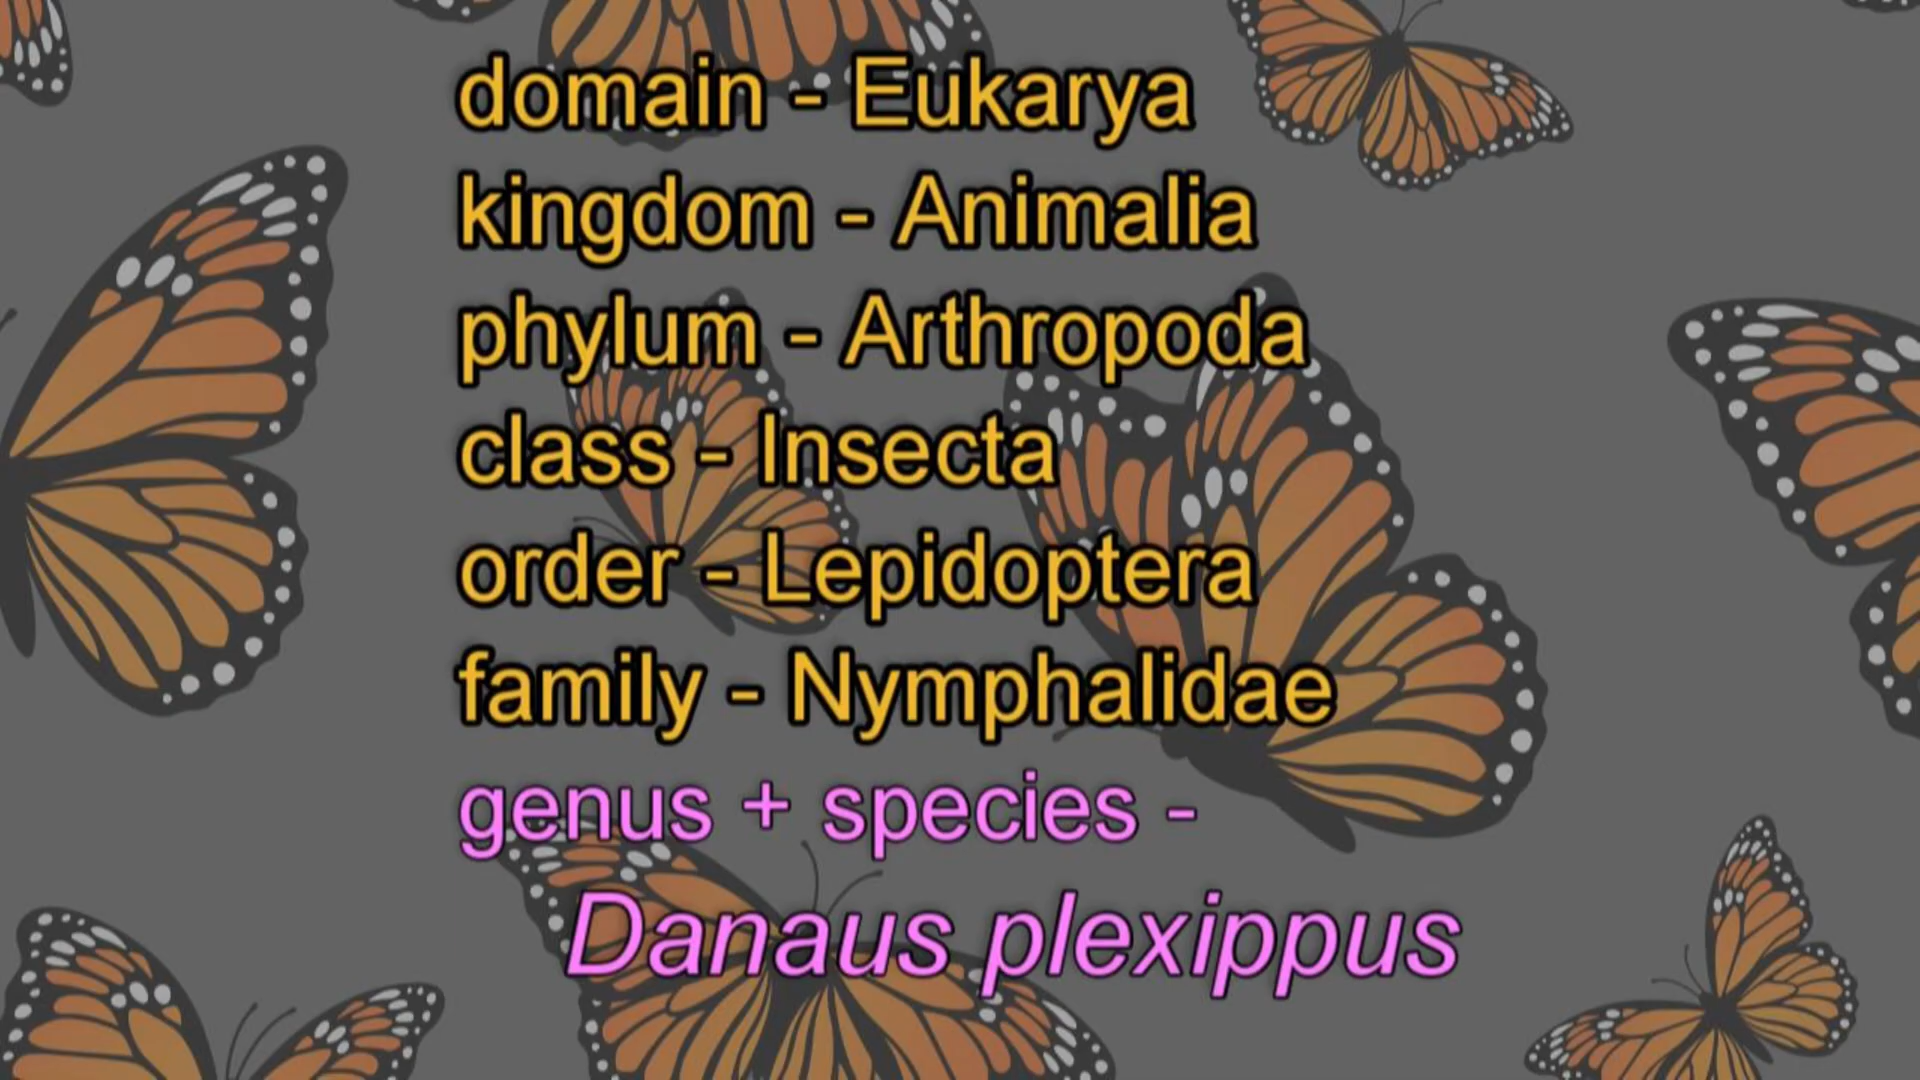 domain - Eukarya
kingdom - Animalia
phylum - Arthropoda
class - Insecta
order - Lepidoptera
family - Nymphalidae
genus + species -
Danaus plexippus